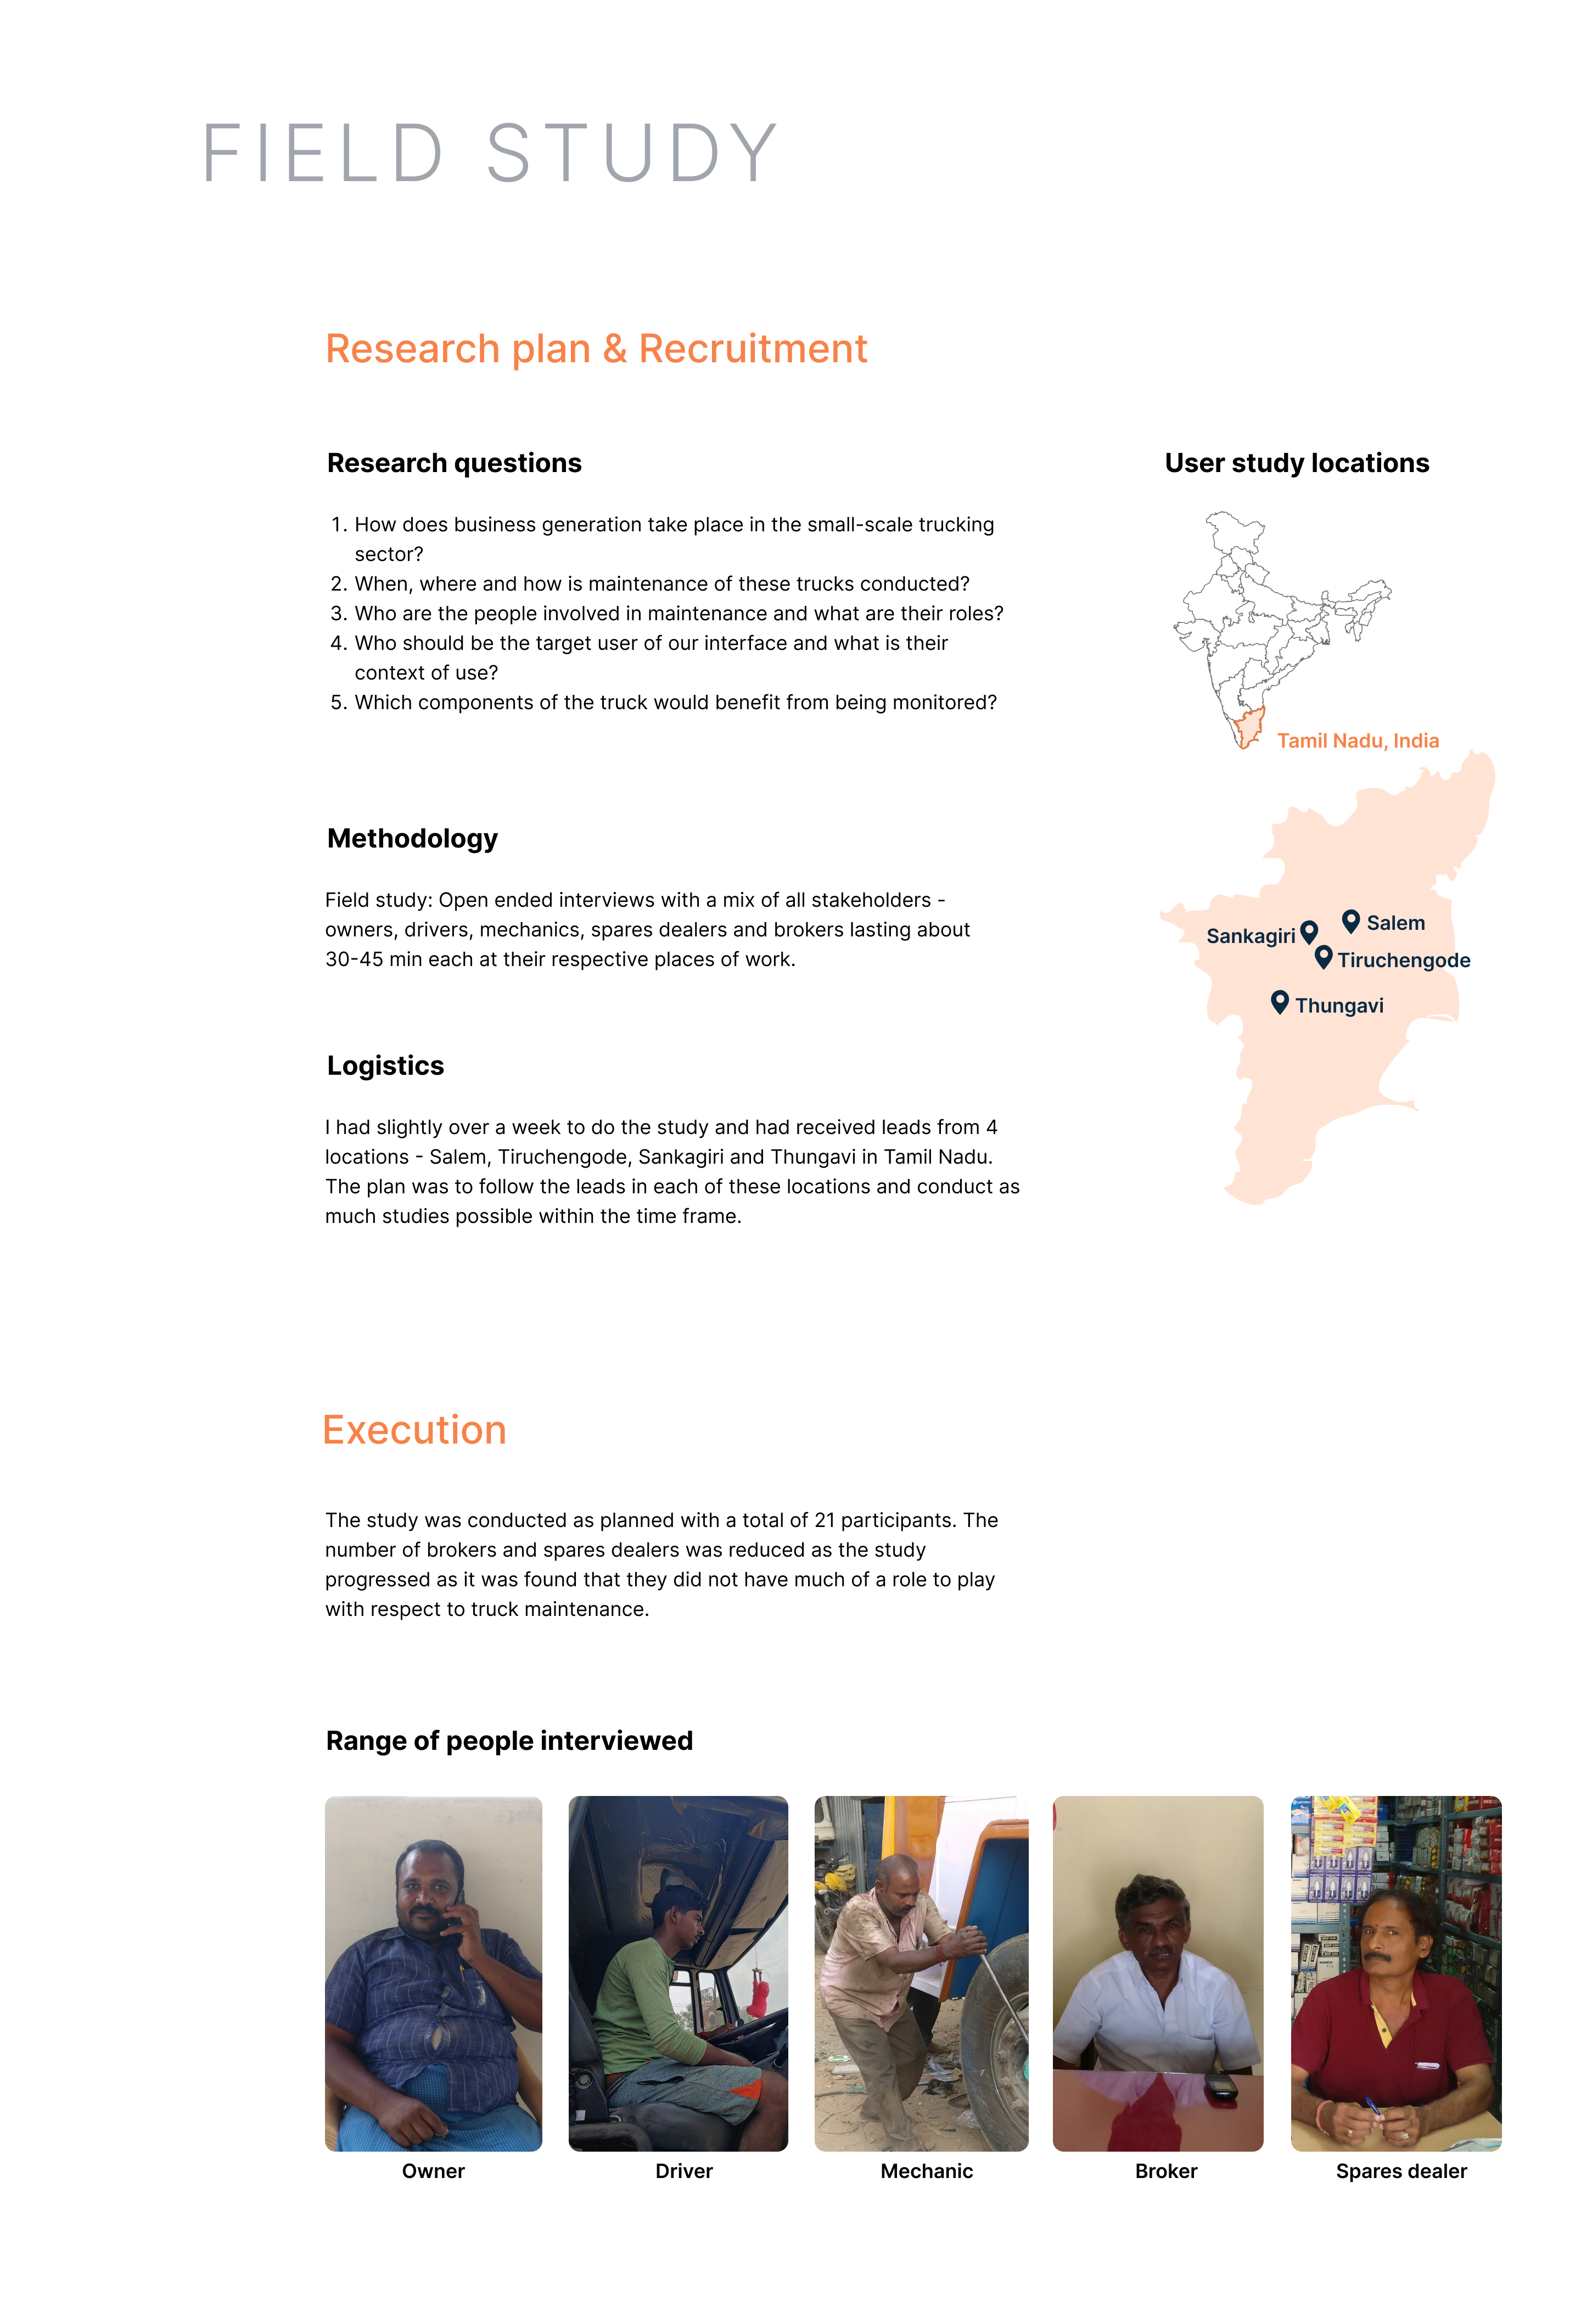 FIELD STUDY
Research plan & Recruitment
Research questions
1. How does business generation take place in the small-scale trucking
sector?
2. When, where and how is maintenance of these trucks conducted?
3. Who are the people involved in maintenance and what are their roles?
4. Who should be the target user of our interface and what is their
context of use?
5. Which components of the truck would benefit from being monitored?
Methodology
Field study: Open ended interviews with a mix of all stakeholders -
owners, drivers, mechanics, spares dealers and brokers lasting about
30-45 min each at their respective places of work.
Logistics
I had slightly over a week to do the study and had received leads from 4
locations - Salem, Tiruchengode, Sankagiri and Thungavi in Tamil Nadu.
The plan was to follow the leads in each of these locations and conduct as
much studies possible within the time frame.
User study locations
Tamil Nadu, India
Salem
Sankagiri
Tiruchengode
Thungavi
Execution
The study was conducted as planned with a total of 21 participants. The
number of brokers and spares dealers was reduced as the study
progressed as it was found that they did not have much of a role to play
with respect to truck maintenance.
Range of people interviewed
Owner
Driver
Mechanic
Broker
Spares dealer